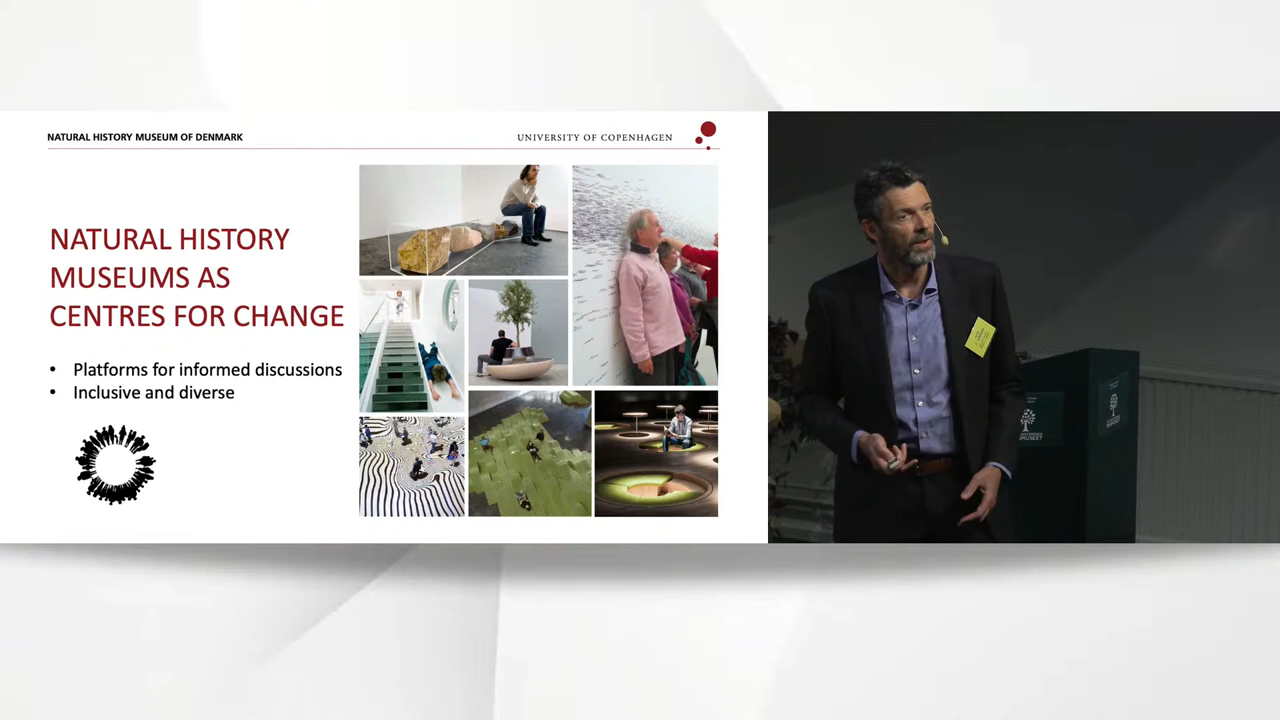 NATURAL HISTORY MUSEUM OF DENMARK
UNIVERSITY OF COPENHAGEN
NATURAL HISTORY
MUSEUMS AS
CENTRES FOR CHANGE
• Platforms for informed discussions
• Inclusive and diverse